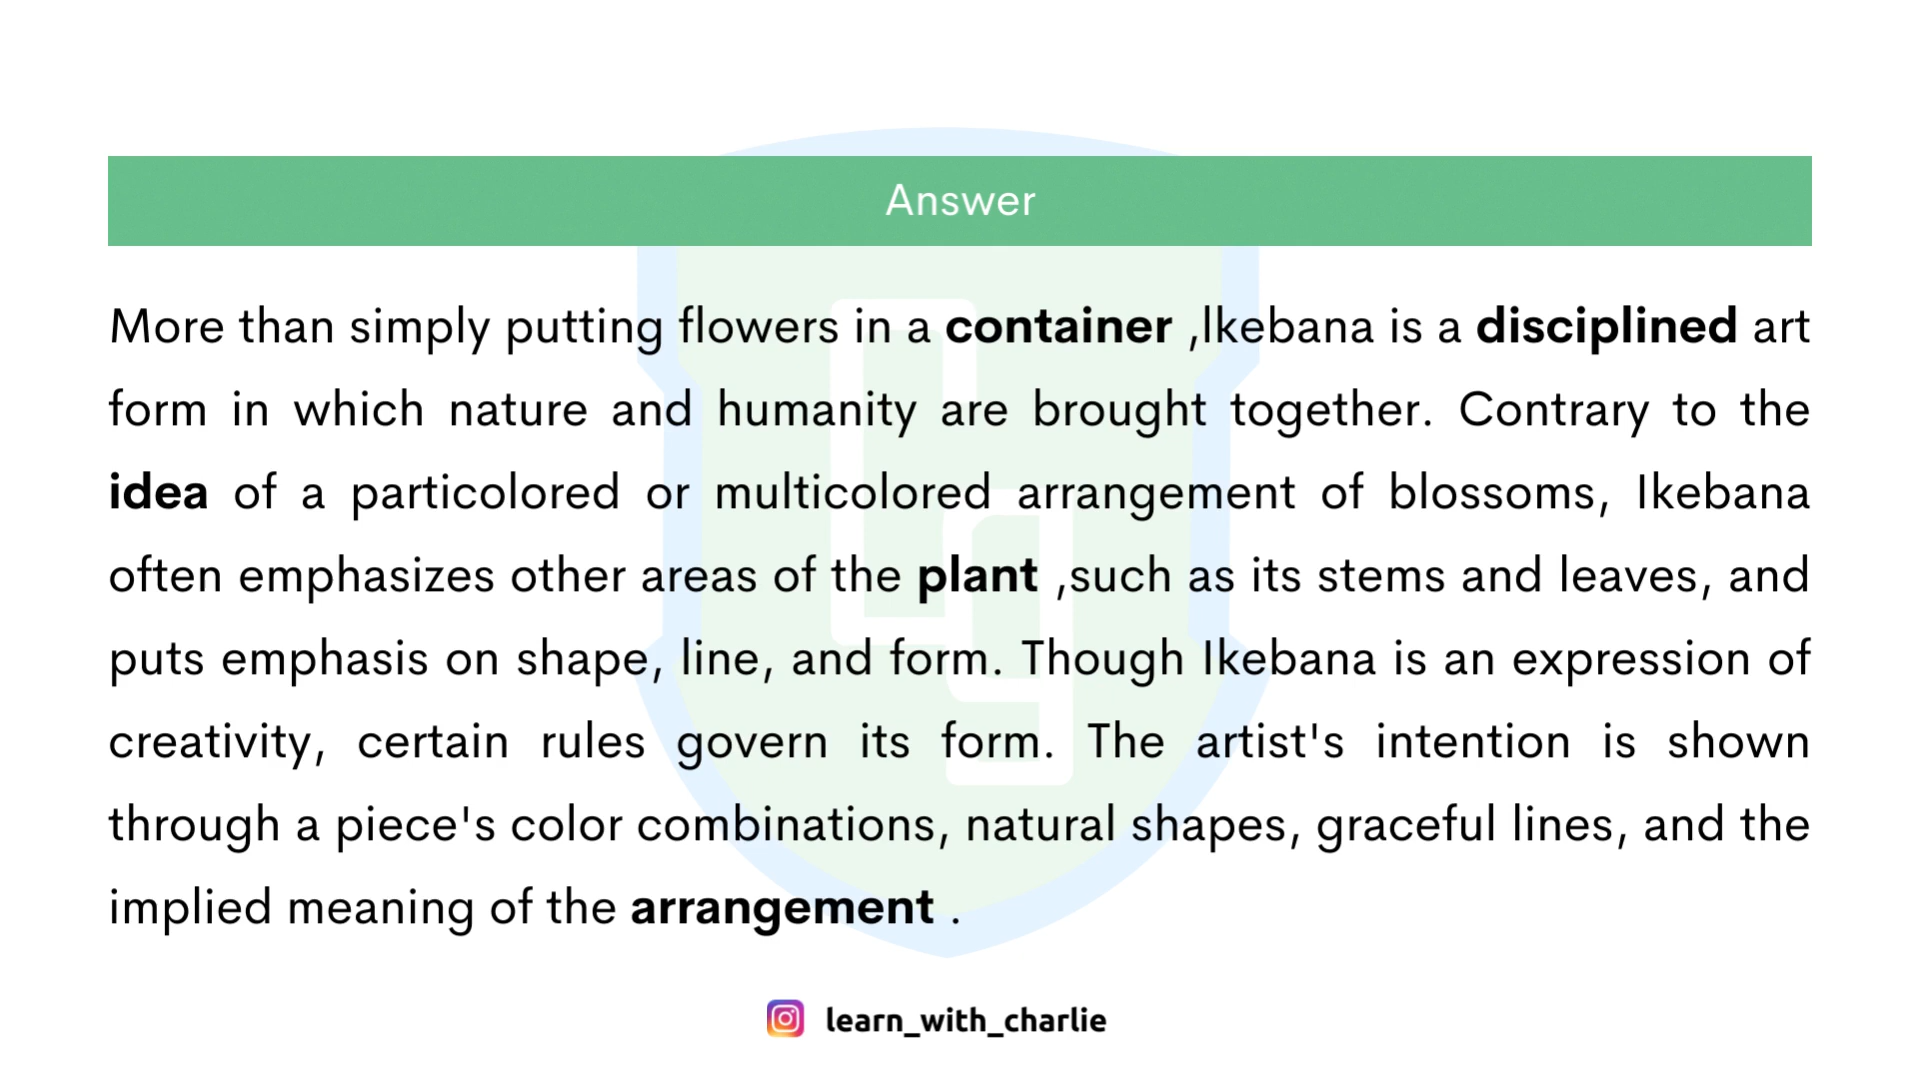 Answer
More than simply putting flowers in a container ,Ikebana is a disciplined art
form in which nature and humanity are brought together. Contrary to the
idea of a particolored or multicolored arrangement of blossoms, Ikebana
often emphasizes other areas of the plant ,such as its stems and leaves, and
puts emphasis on shape, line, and form. Though Ikebana is an expression of
creativity, certain rules govern its form. The artist's intention is shown
through a piece's color combinations, natural shapes, graceful lines, and the
implied meaning of the arrangement .
learn_with_charlie